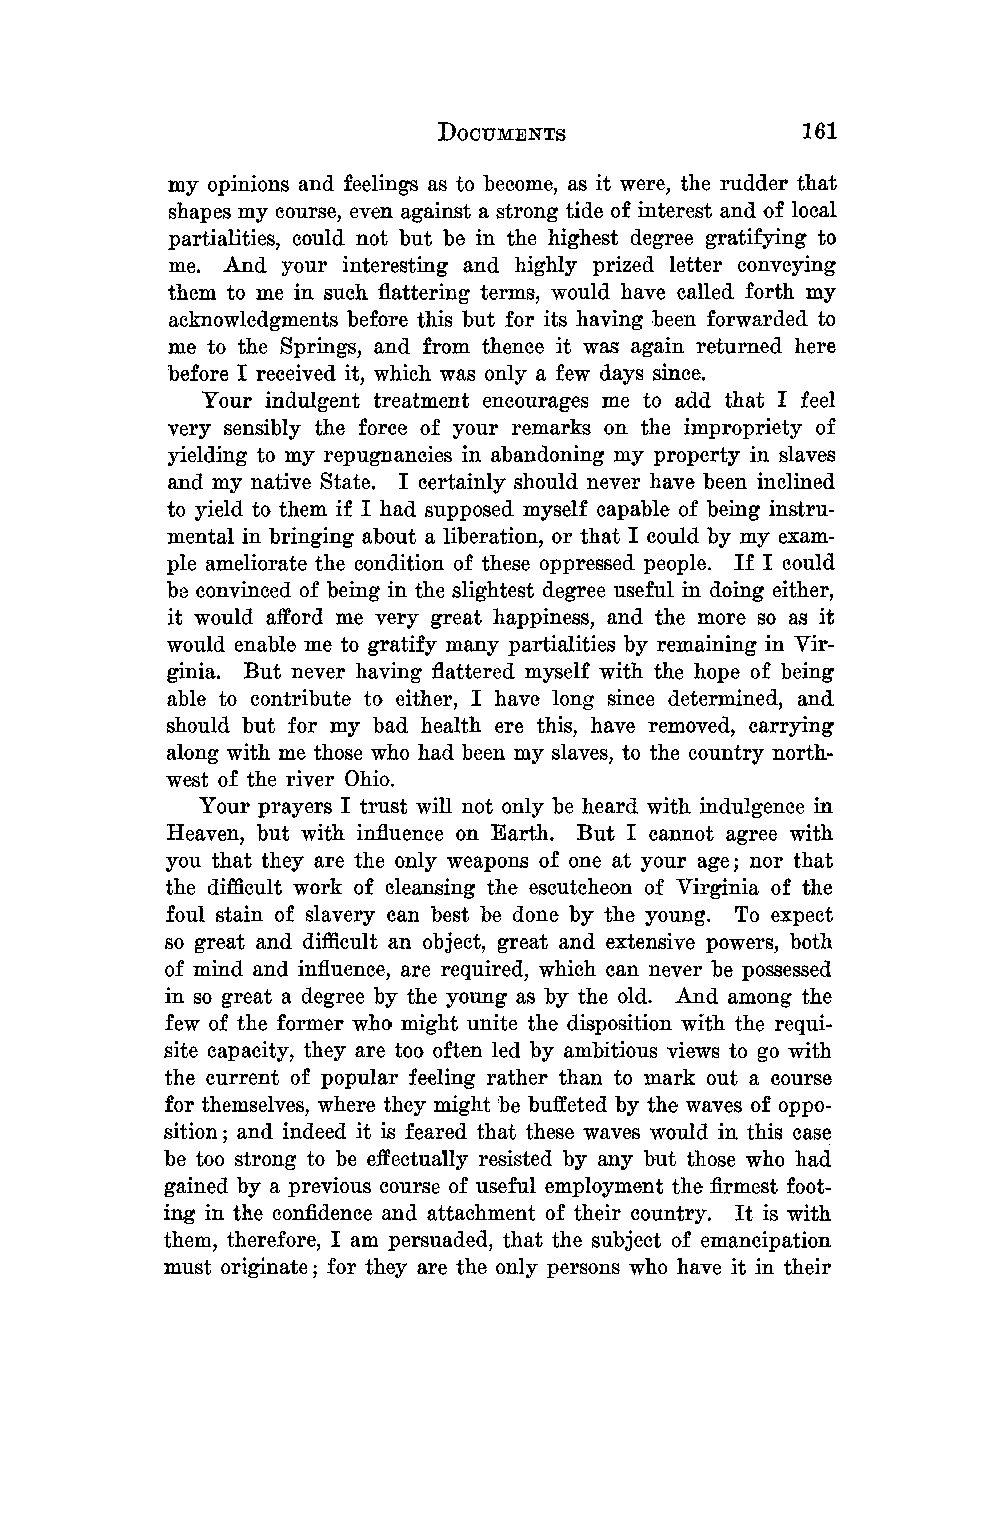 DOCUMENTS 161
my opinions and feelings as to become, as it were, the rudder that
shapes my course, even against a strong tide of interest and of local
partialities, could not but be in the highest degree gratifying to
me. And your interesting and highly prized letter conveying
them to me in such flattering terms, would have called forth my
acknowledgments before this but for its having been forwarded to
me to the Springs, and from thence it was again returned here
before I received it, which was only a few days since.
Your indulgent treatment encourages me to add that I feel
very sensibly the force of your remarks on the impropriety of
yielding to my repugnancies in abandoning my property in slaves
and my native State. I certainly should never have been inclined
to yield to them if I had supposed myself capable of being instru-
mental in bringing about a liberation, or that I could by my exam-
ple ameliorate the condition of these oppressed people. If I could
be convinced of being in the slightest degree useful in doing either,
it would afford me very great happiness, and the more so as it
would enable me to gratify many partialities by remaining in Vir-
ginia. But never having flattered myself with the hope of being
able to contribute to either, I have long since determined, and
should but for my bad health ere this, have removed, carrying
along with me those who had been my slaves, to the country north-
west of the river Ohio.
Your prayers I trust will not only be heard with indulgence in
Heaven, but with influence on Earth. But I cannot agree with
you that they are the only weapons of one at your age; nor that
the difficult work of cleansing the escutcheon of Virginia of the
foul stain of slavery can best be done by the young. To expect
so great and difficult an object, great and extensive powers, both
of mind and influence, are required, which can never be possessed
in so great a degree by the young as by the old. And among the
few of the former who might unite the disposition with the requi-
site capacity, they are too often led by ambitious views to go with
the current of popular feeling rather than to mark out a course
for themselves, where they might be buffeted by the waves of oppo-
sition; and indeed it is feared that these waves would in this case
be too strong to be effectually resisted by any but those who had
gained by a previous course of useful employment the firmest foot-
ing in the confidence and attachment of their country. It is with
them, therefore, I am persuaded, that the subject of emancipation
must originate; for they are the only persons who have it in their